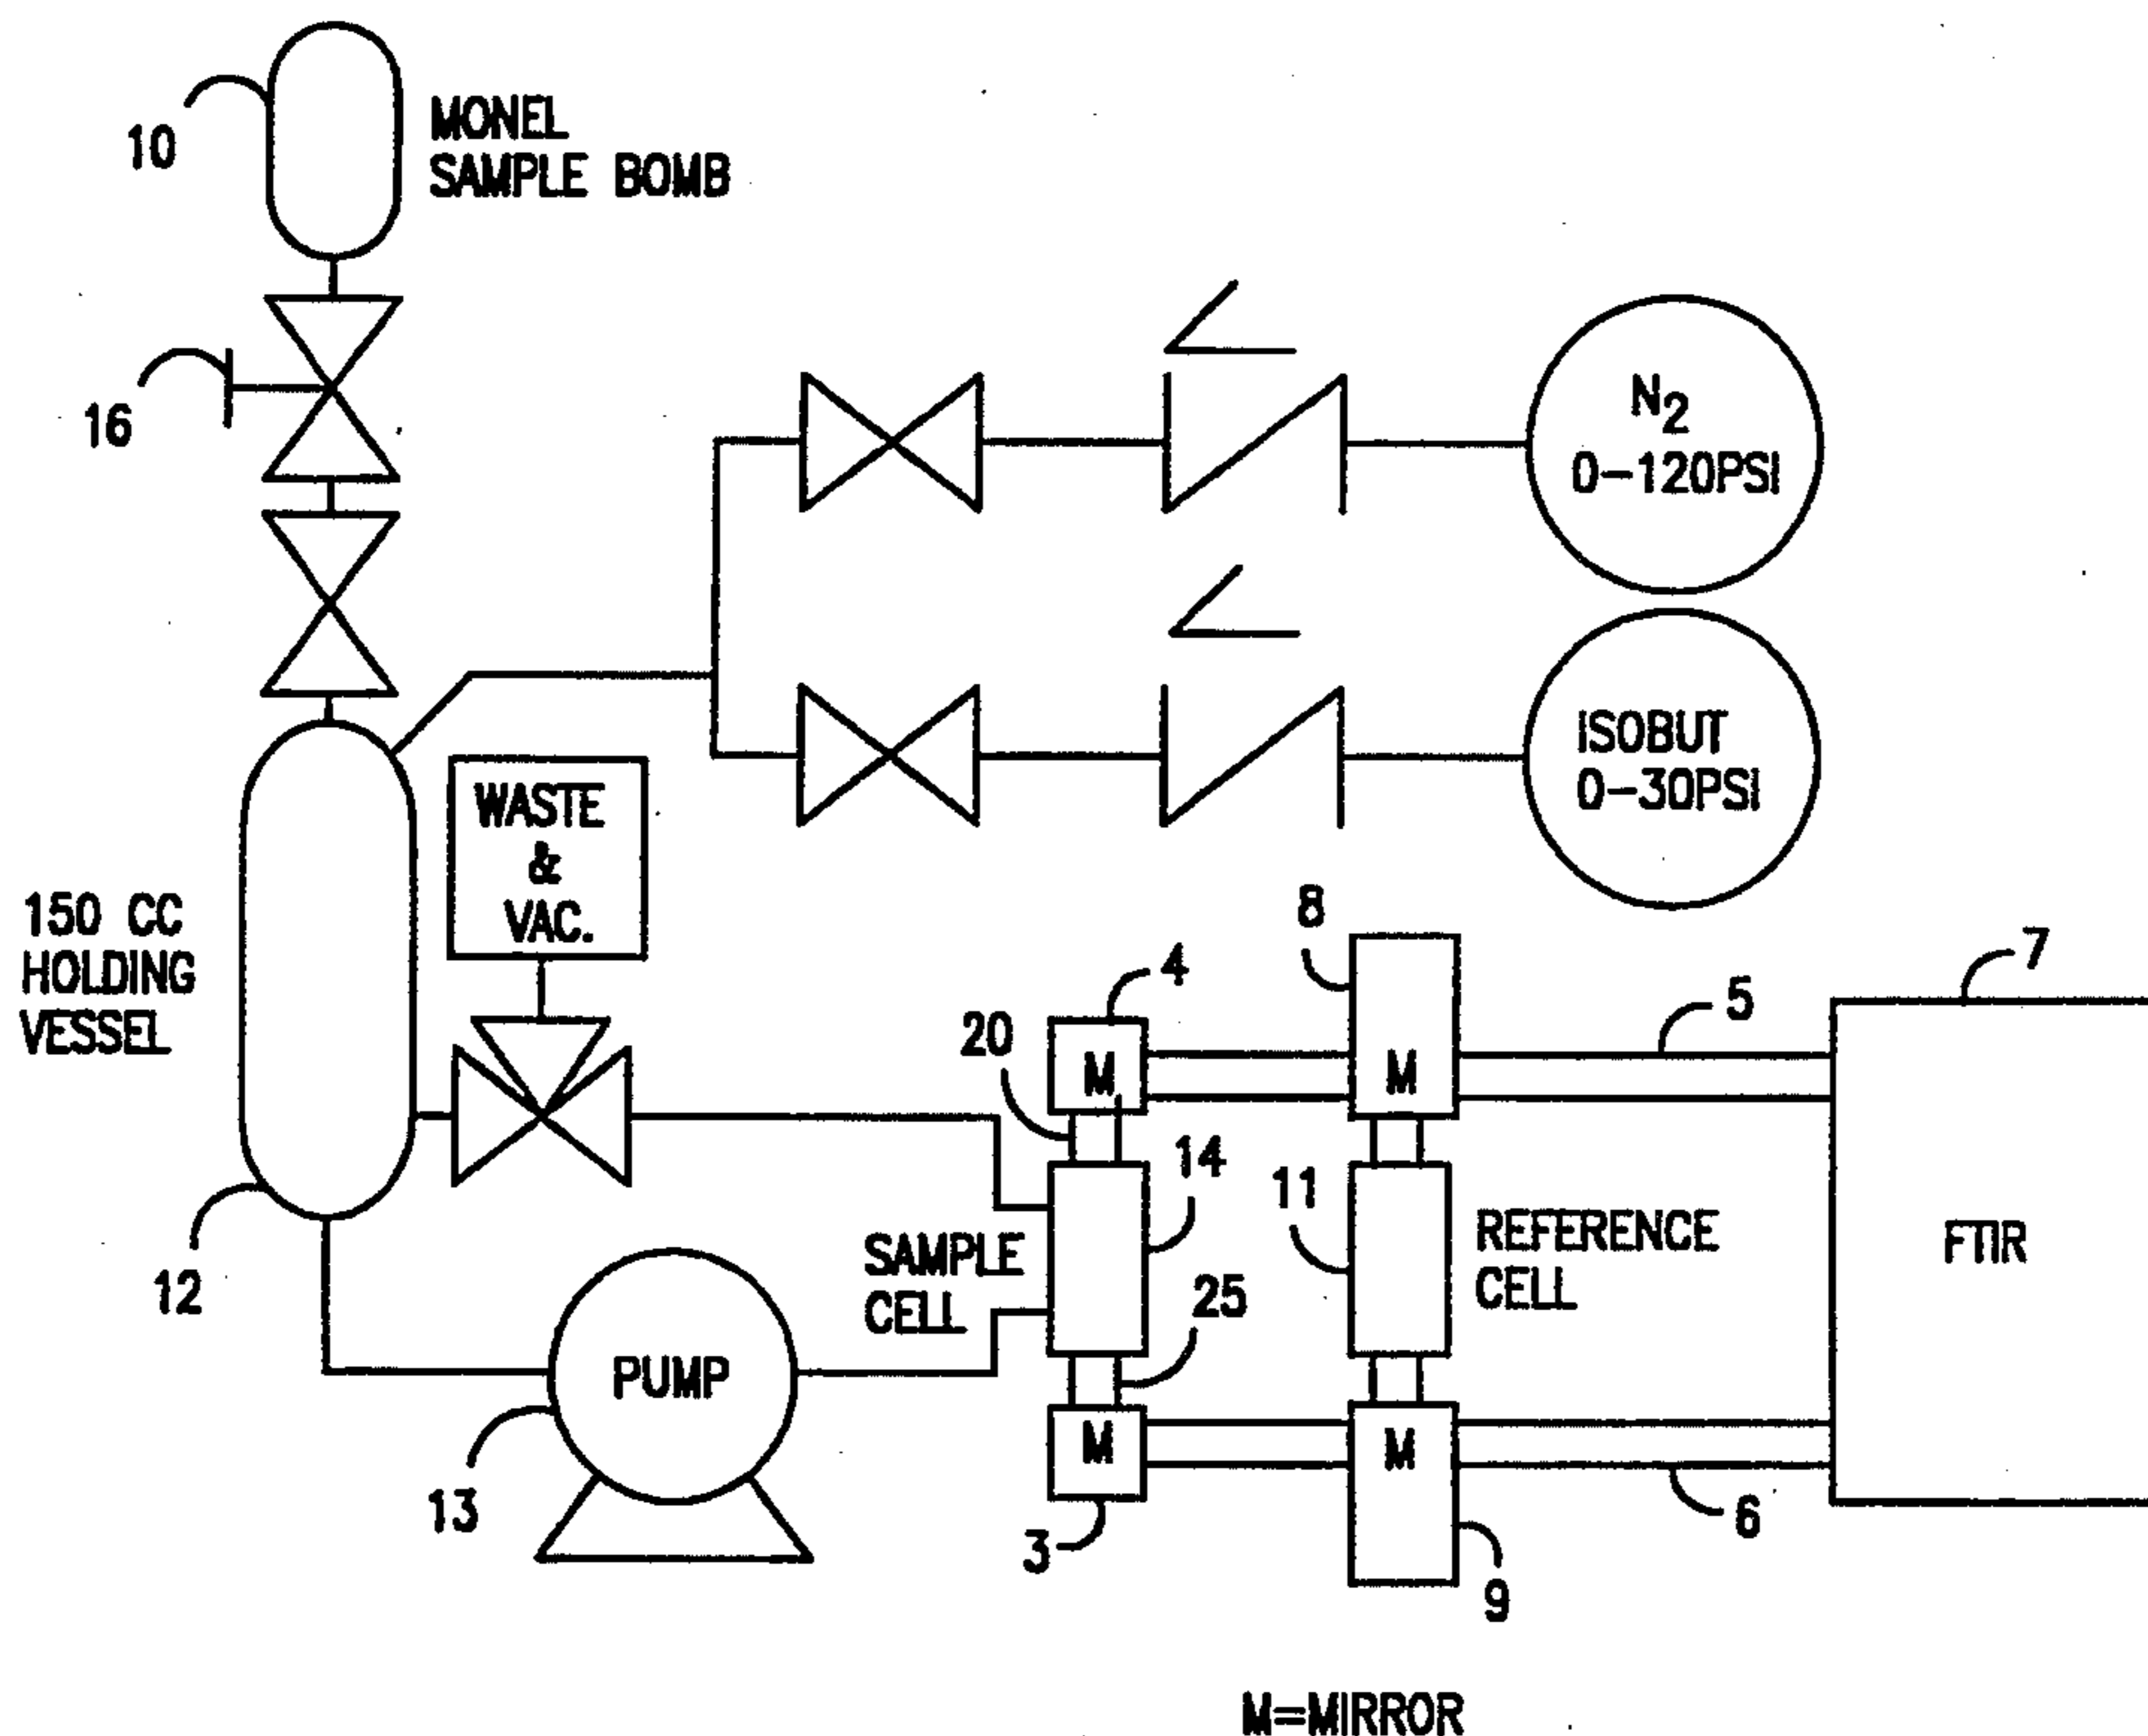 10
MONEL
SAMPLE BOMB
16
N2
0-120PSI
ISOBUT
0-30PSI
WASTE
&
VAC.
150 CC
HOLDING
VESSEL
8
4
5
7
20
M
M
14
11
12
SAMPLE
CELL
REFERENCE
CELL
FTIR
25
PUMP
13
M
M
3
6
9
M=MIRROR